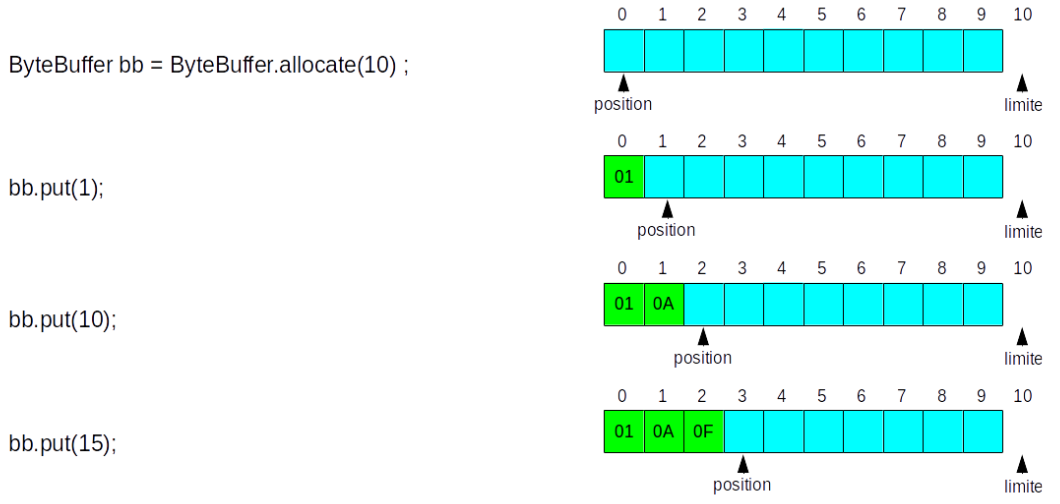 0 1 2 3 4 5 6 7 8 9 10
ByteBuffer bb = ByteBuffer.allocate(10) ;
position limite
0 1 2 3 4 5 6 7 8 9 10
bb.put(1);
01
position limite
0 1 2 3 4 5 6 7 8 9 10
bb.put(10);
01 0A
position limite
0 1 2 3 4 5 6 7 8 9 10
bb.put(15);
01 0A 0F
position limite